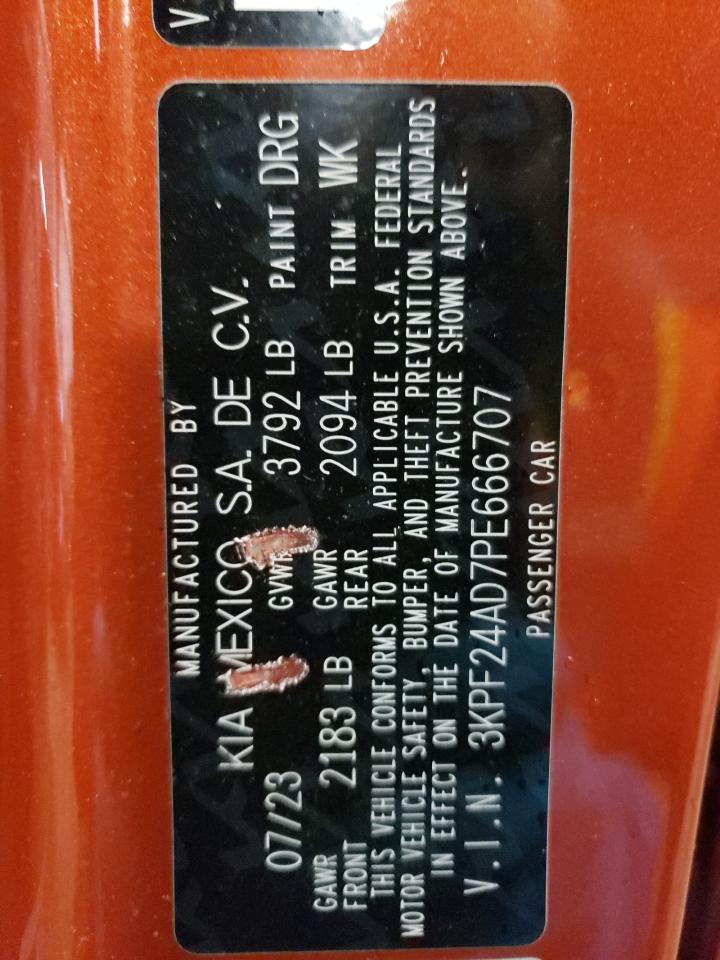 V
MANUFACTURED BY
KIA MEXICO S.A. DE C.V.
07//23 GVWR 3792 LB PAINT DRG
GAWR FRONT 2183 LB GAWR REAR 2094 LB TRIM WK
THIS VEHICLE CONFORMS TO ALL APPLICABLE U.S.A. FEDERAL
MOTOR VEHICLE SAFETY, BUMPER, AND THEFT PREVENTION STANDARDS
IN EFFECT ON THE DATE OF MANUFACTURE SHOWN ABOVE.
V.I.N. 3KPF24AD7PE666707
PASSENGER CAR